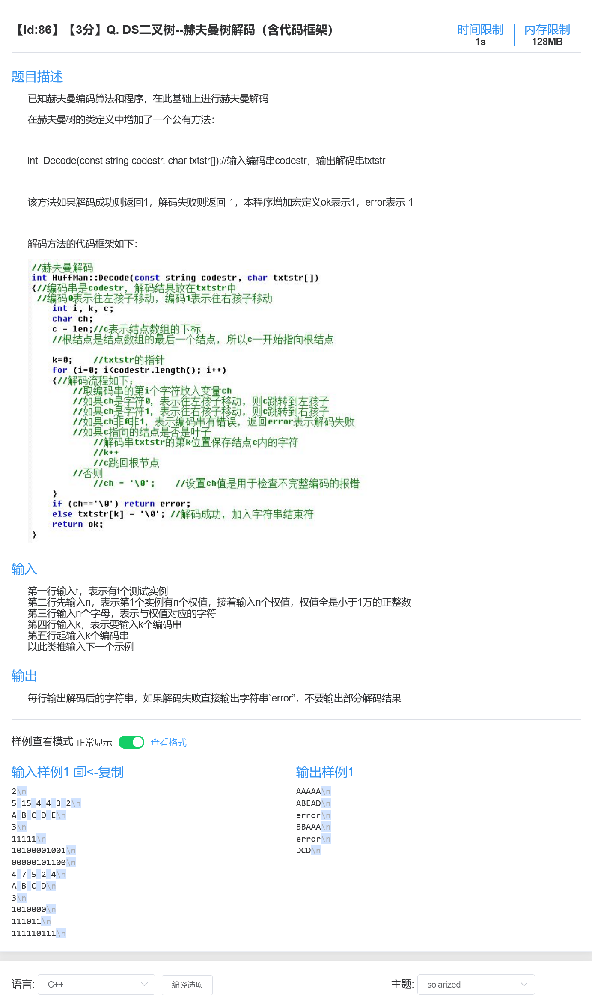 【id:86】【3分】Q. DS二叉树--赫夫曼树解码（含代码框架）
时间限制
1s
内存限制
128MB
题目描述
已知赫夫曼编码算法和程序，在此基础上进行赫夫曼解码
在赫夫曼树的类定义中增加了一个公有方法：
int  Decode(const string codestr, char txtstr[]);//输入编码串codestr，输出解码串txtstr
该方法如果解码成功则返回1，解码失败则返回-1，本程序增加宏定义ok表示1，error表示-1
解码方法的代码框架如下：
//赫夫曼解码
int HuffMan::Decode(const string codestr, char txtstr[])
{//编码串是codestr，解码结果放在txtstr中
//编码0表示往左孩子移动，编码1表示往右孩子移动
int i, k, c;
char ch;
c = len;//c表示结点数组的下标
//根结点是结点数组的最后一个结点，所以c一开始指向根结点
k=0;    //txtstr的指针
for (i=0; i<codestr.length(); i++)
{//解码流程如下：
//取编码串的第i个字符放入变量ch
//如果ch是字符0，表示往左孩子移动，则c跳转到左孩子
//如果ch是字符1，表示往右孩子移动，则c跳转到右孩子
//如果ch非0非1，表示编码串有错误，返回error表示解码失败
//如果c指向的结点是否是叶子
//解码串txtstr的第k位置保存结点c内的字符
//k++
//c跳回根节点
//否则
//ch = '\0';    //设置ch值是用于检查不完整编码的报错
}
if (ch=='\0') return error;
else txtstr[k] = '\0'; //解码成功，加入字符串结束符
return ok;
}
输入
第一行输入t，表示有t个测试实例
第二行先输入n，表示第1个实例有n个权值，接着输入n个权值，权值全是小于1万的正整数
第三行输入n个字母，表示与权值对应的字符
第四行输入k，表示要输入k个编码串
第五行起输入k个编码串
以此类推输入下一个示例
输出
每行输出解码后的字符串，如果解码失败直接输出字符串“error”，不要输出部分解码结果
样例查看模式 正常显示 查看格式
输入样例1 <-复制
2\n
5 15 4 4 3 2\n
A B C D E\n
3\n
11111\n
10100001001\n
00000101100\n
4 7 5 2 4\n
A B C D\n
3\n
1010000\n
111011\n
111110111\n
输出样例1
AAAAA\n
ABEAD\n
error\n
BBAAA\n
error\n
DCD\n
语言: C++ 编译选项
主题: solarized